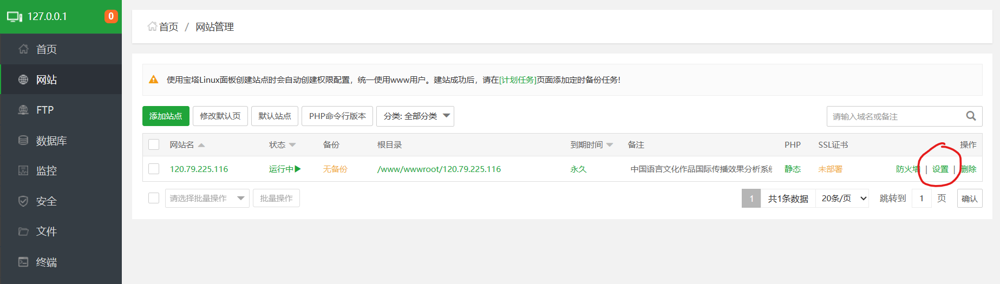 127.0.0.1 0
首页
网站
FTP
数据库
监控
安全
文件
终端
首页 / 网站管理
使用宝塔Linux面板创建站点时会自动创建权限配置，统一使用www用户。建站成功后，请在[计划任务]页面添加定时备份任务!
添加站点 修改默认页 默认站点 PHP命令行版本 分类: 全部分类 请输入域名或备注
网站名 状态 备份 根目录 到期时间 备注 PHP SSL证书 操作
120.79.225.116 运行中 无备份 /www/wwwroot/120.79.225.116 永久 中国语言文化作品国际传播效果分析系统 静态 未部署 防火墙 | 设置 | 删除
请选择批量操作 批量操作 1 共1条数据 20条/页 跳转到 1 页 确认